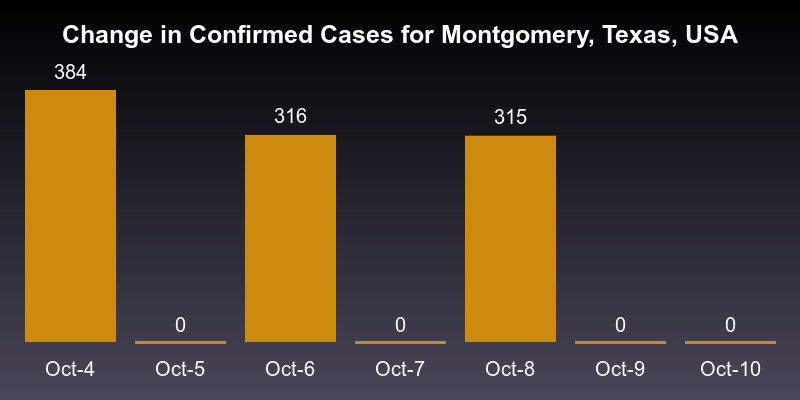 Change in Confirmed Cases for Montgomery, Texas, USA
384
0
316
0
315
0
0
Oct-4
Oct-5
Oct-6
Oct-7
Oct-8
Oct-9
Oct-10